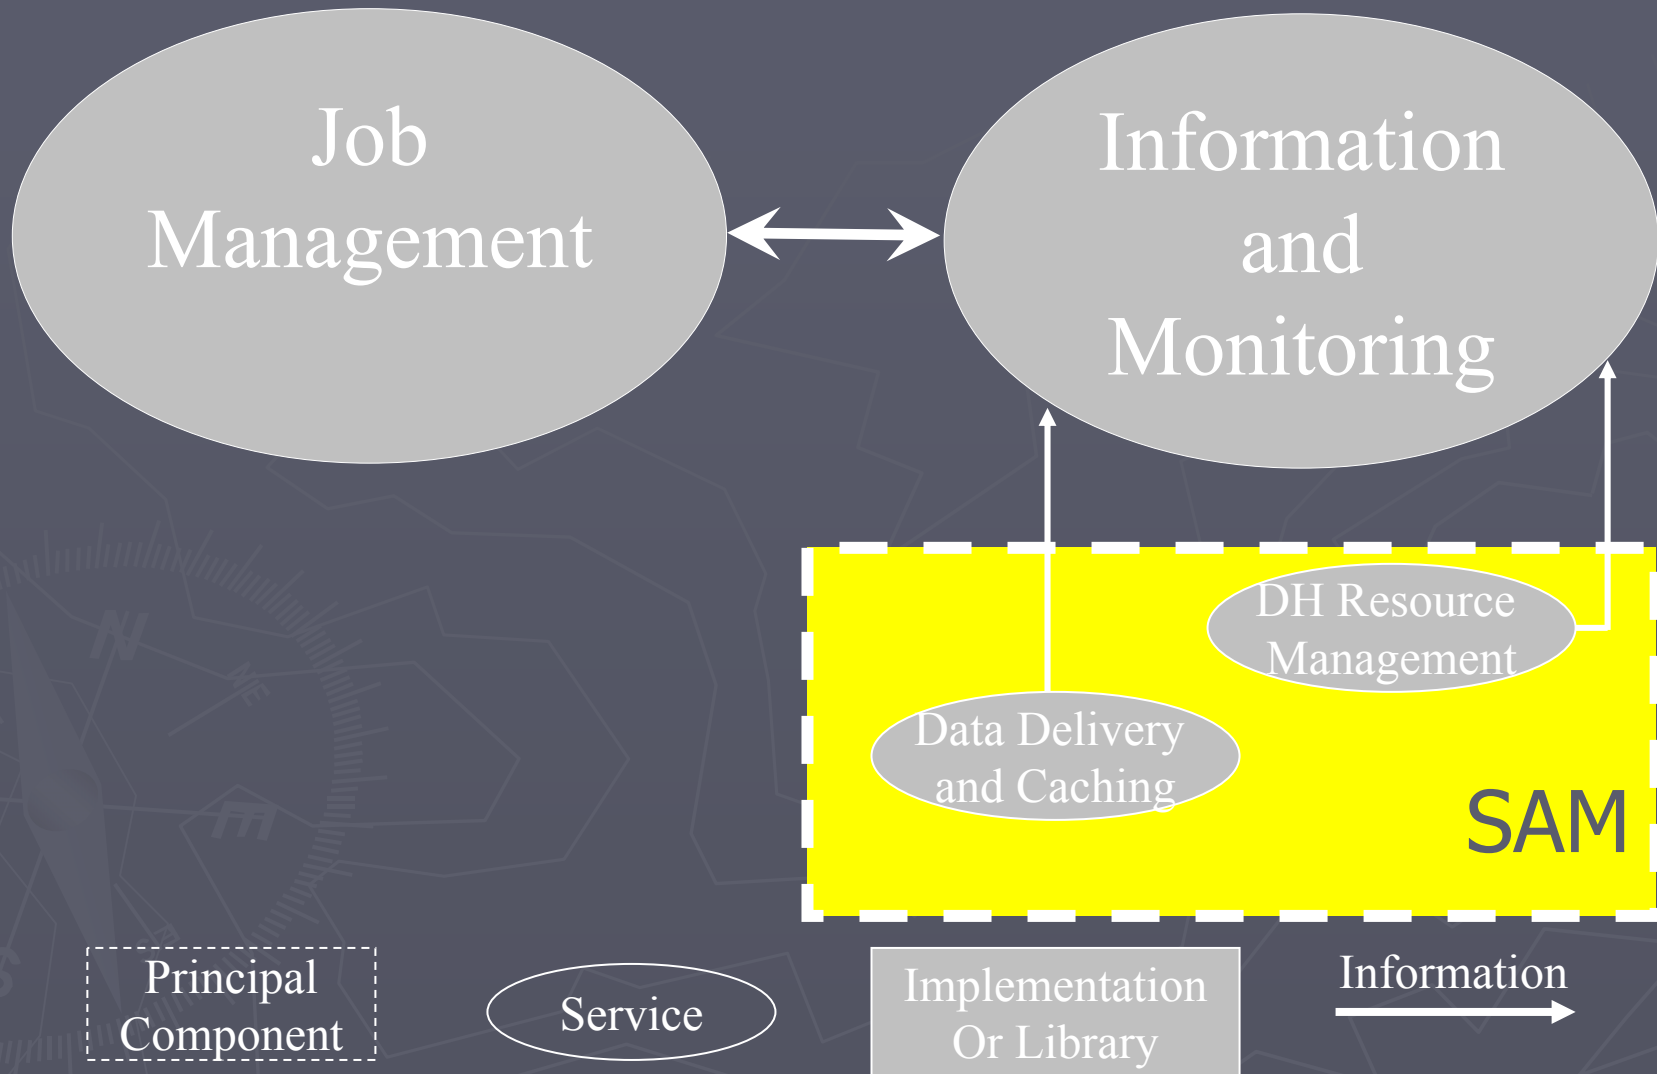 Job
Management
Information
and
Monitoring
DH Resource
Management
Data Delivery
and Caching
SAM
Principal
Component
Service
Implementation
Or Library
Information
N
NE
E
S